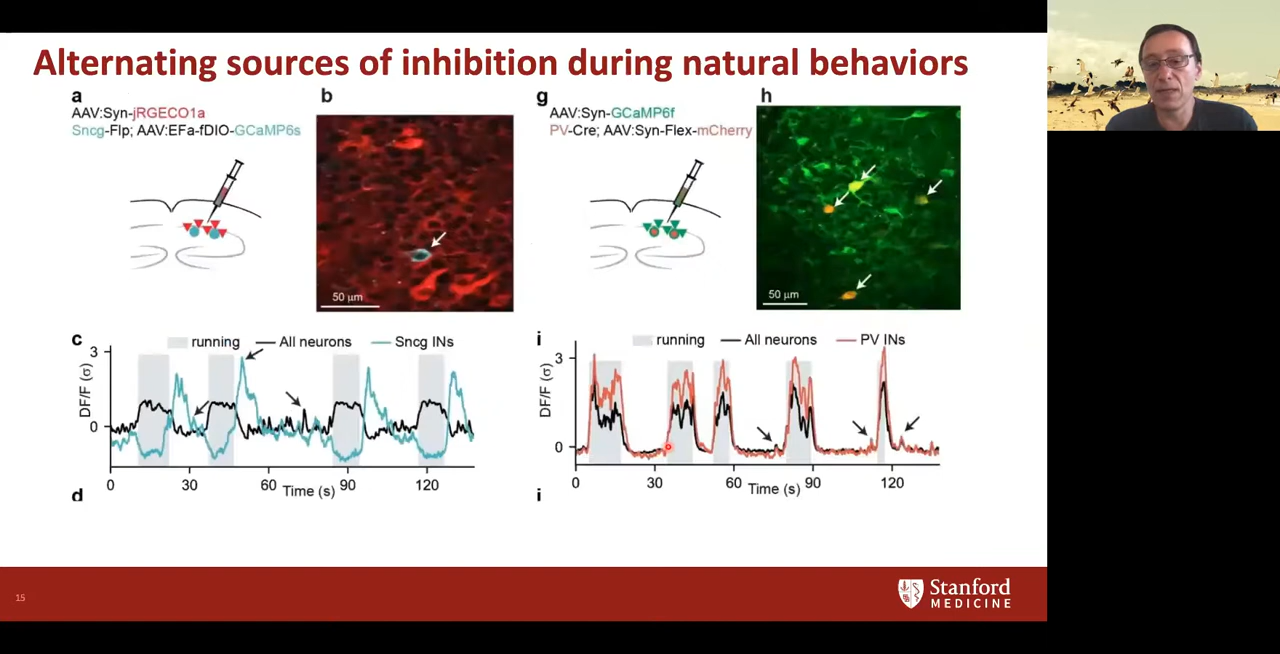 Alternating sources of inhibition during natural behaviors
a
AAV:Syn-jRGECO1a
Sncg-Flp; AAV:EFa-fDIO-GCaMP6s
b
50 µm
g
AAV:Syn-GCaMP6f
PV-Cre; AAV:Syn-Flex-mCherry
h
50 µm
c
running
All neurons
Sncg INs
DF/F (σ)
3
0
0 30 60 90 120
Time (s)
d
i
running
All neurons
PV INs
DF/F (σ)
3
0
0 30 60 90 120
Time (s)
i
15
Stanford
MEDICINE